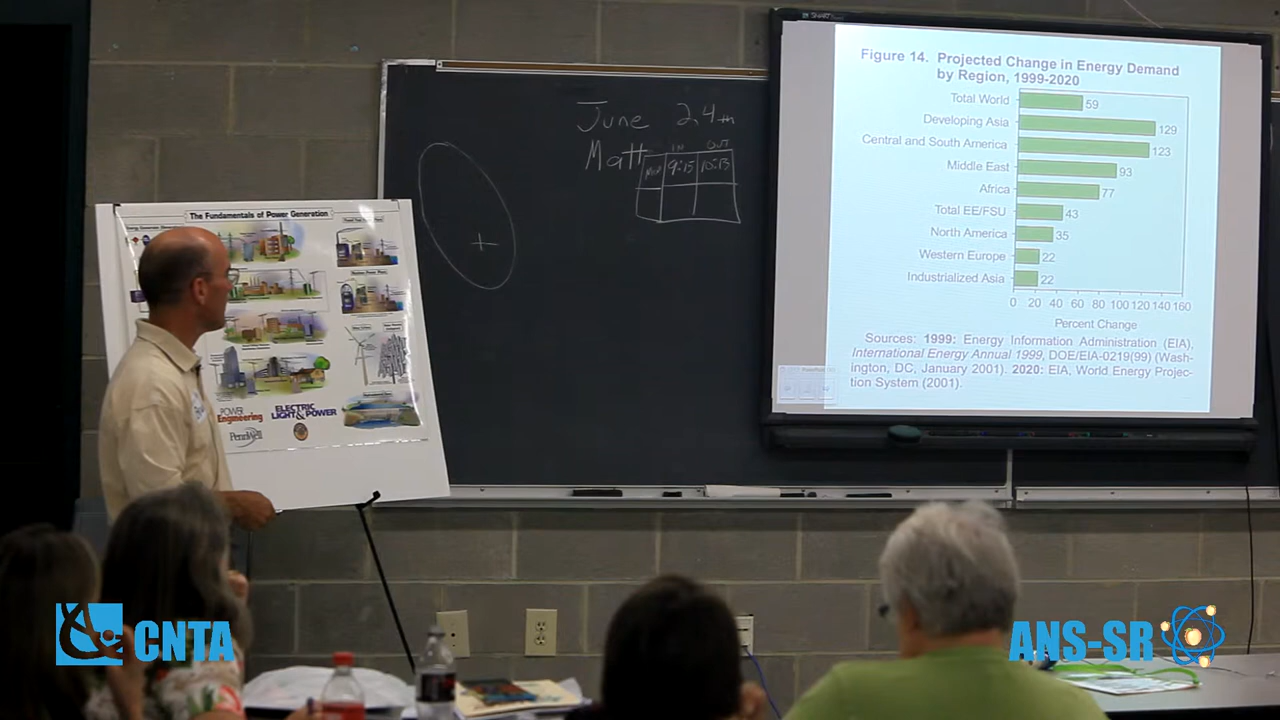 June 24th
Matt
IN OUT
Mon 9:15 10:13
The Fundamentals of Power Generation
POWER
Engineering
ELECTRIC
LIGHT & POWER
PennWell
Figure 14. Projected Change in Energy Demand
by Region, 1999-2020
Total World 59
Developing Asia 129
Central and South America 123
Middle East 93
Africa 77
Total EE/FSU 43
North America 35
Western Europe 22
Industrialized Asia 22
0 20 40 60 80 100 120 140 160
Percent Change
Sources: 1999: Energy Information Administration (EIA),
International Energy Annual 1999, DOE/EIA-0219(99) (Wash-
ington, DC, January 2001). 2020: EIA, World Energy Projec-
tion System (2001).
CNTA
ANS-SR